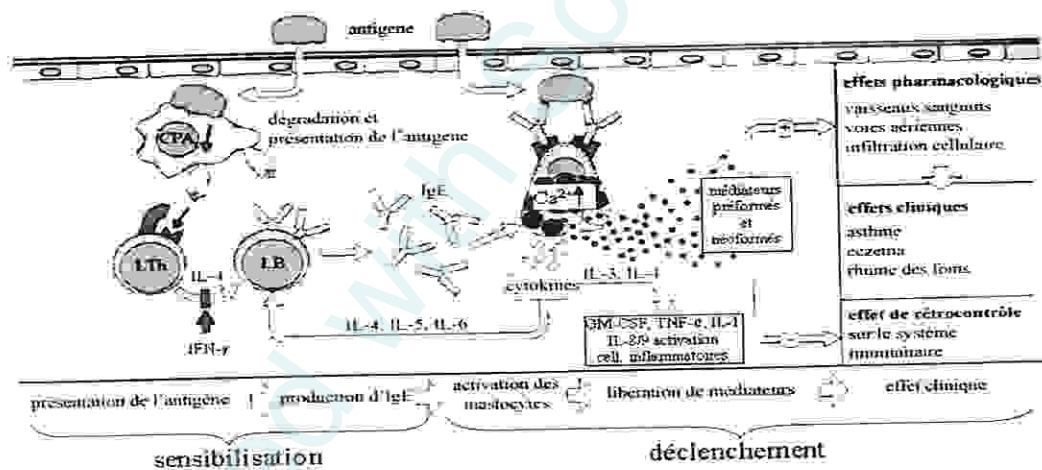 antigene
dégradation et
présentation de l'antigene
CPA
IgE
Ca²⁺
LTh
IL-4
LB
IFN-γ
IL-4, IL-5, IL-6
cytokines
IL-3, IL-4
médiateurs
préformés
et
néoformés
GM-CSF, TNF-α, IL-1
IL-8/9 activation
cell. inflammatoires
effets pharmacologiques
vaisseaux sanguins
voies aériennes
infiltration cellulaire
effets cliniques
asthme
eczema
rhume des foins
effet de rétrocontrôle
sur le système
immunitaire
présentation de l'antigène
production d'IgE
activation des
mastocytes
liberation de médiateurs
effet clinique
sensibilisation
déclenchement